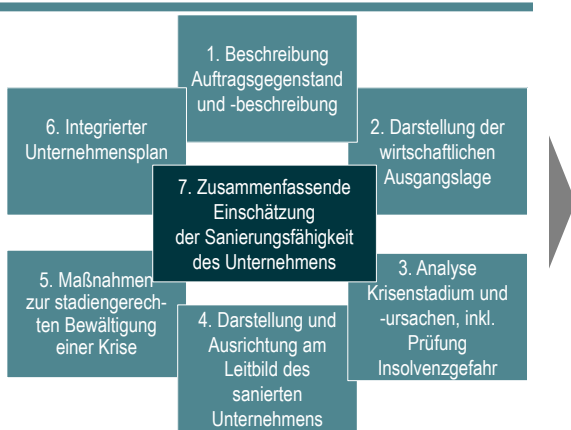 1. Beschreibung
Auftragsgegenstand
und -beschreibung
2. Darstellung der
wirtschaftlichen
Ausgangslage
3. Analyse
Krisenstadium und
-ursachen, inkl.
Prüfung
Insolvenzgefahr
4. Darstellung und
Ausrichtung am
Leitbild des
sanierten
Unternehmens
5. Maßnahmen
zur stadiengerech-
ten Bewältigung
einer Krise
6. Integrierter
Unternehmensplan
7. Zusammenfassende
Einschätzung
der Sanierungsfähigkeit
des Unternehmens